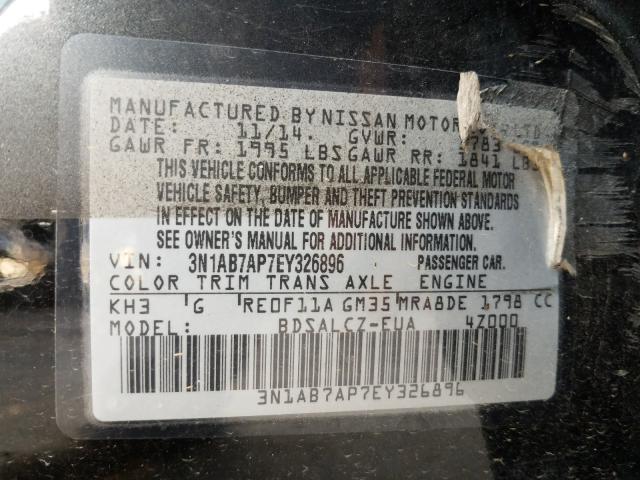 MANUFACTURED BY NISSAN MOTOR LTD
DATE: 11/14. GVWR: 3783
GAWR FR: 1995 LBS GAWR RR: 1841 LBS
THIS VEHICLE CONFORMS TO ALL APPLICABLE FEDERAL MOTOR
VEHICLE SAFETY, BUMPER AND THEFT PREVENTION STANDARDS
IN EFFECT ON THE DATE OF MANUFACTURE SHOWN ABOVE.
SEE OWNER'S MANUAL FOR ADDITIONAL INFORMATION.
VIN: 3N1AB7AP7EY326896 PASSENGER CAR.
COLOR TRIM TRANS AXLE ENGINE
KH3 G RE0F11A GM35 MRA8DE 1798 CC
MODEL: BDSALCZ-EUA 4Z000
3N1AB7AP7EY326896